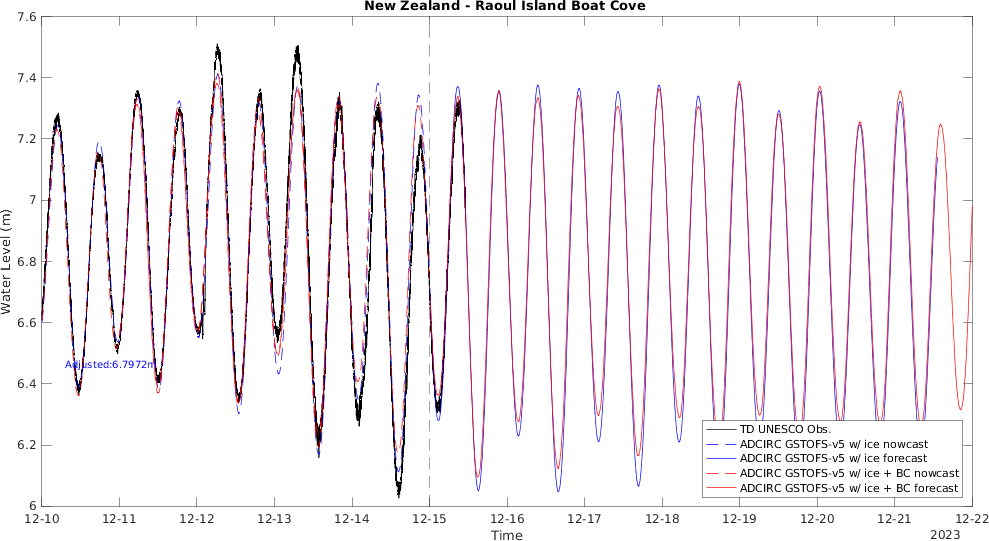 New Zealand - Raoul Island Boat Cove
7.6
7.4
7.2
7
6.8
6.6
6.4
6.2
6
Water Level (m)
Adjusted:6.7972m
TD UNESCO Obs.
ADCIRC GSTOFS-v5 w/ ice nowcast
ADCIRC GSTOFS-v5 w/ ice forecast
ADCIRC GSTOFS-v5 w/ ice + BC nowcast
ADCIRC GSTOFS-v5 w/ ice + BC forecast
12-10 12-11 12-12 12-13 12-14 12-15 12-16 12-17 12-18 12-19 12-20 12-21 12-22
Time
2023